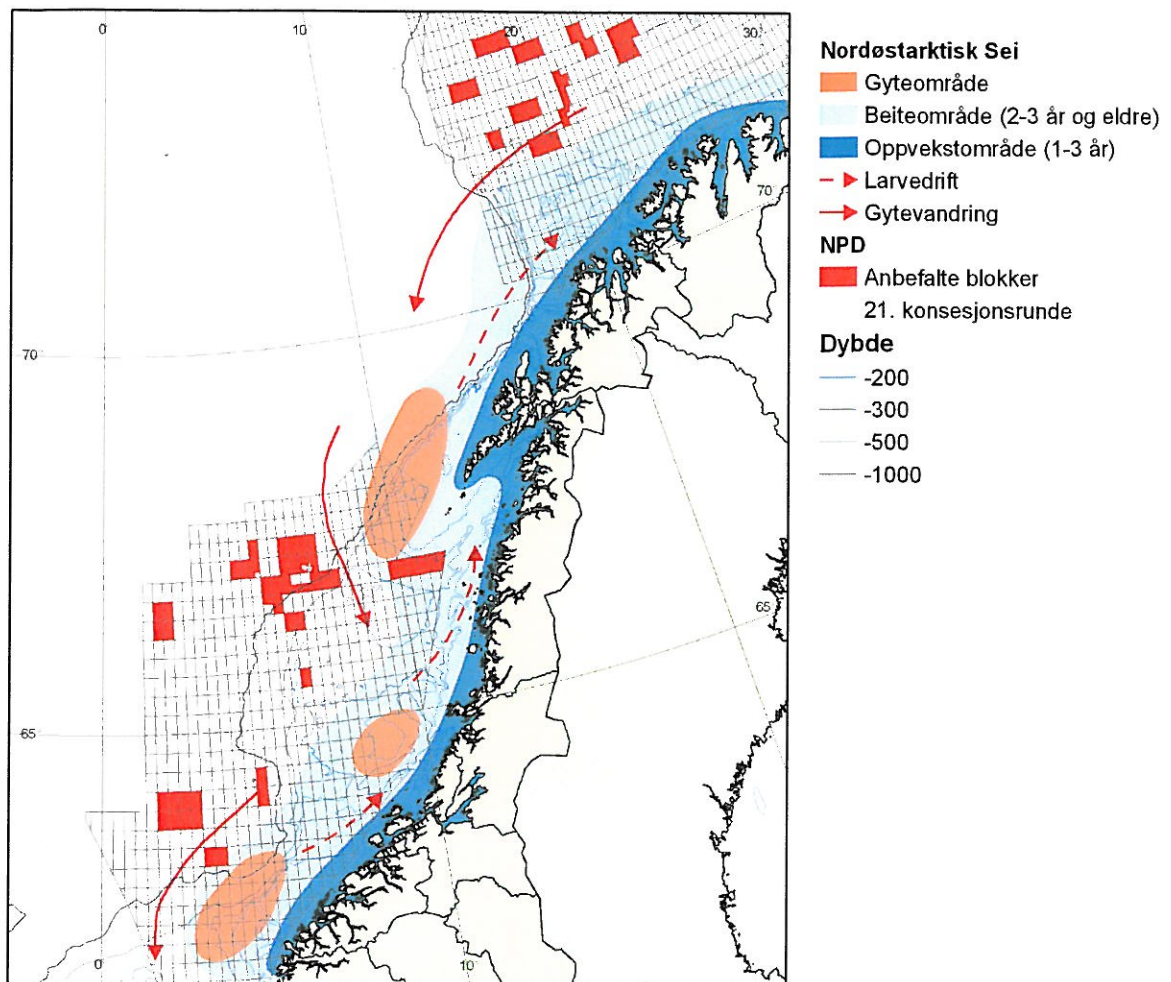 0
10
20
30
70
70
65
65
0
10
Nordøstarktisk Sei
Gyteområde
Beiteområde (2-3 år og eldre)
Oppvekstområde (1-3 år)
Larvedrift
Gytevandring
NPD
Anbefalte blokker
21. konsesjonsrunde
Dybde
-200
-300
-500
-1000